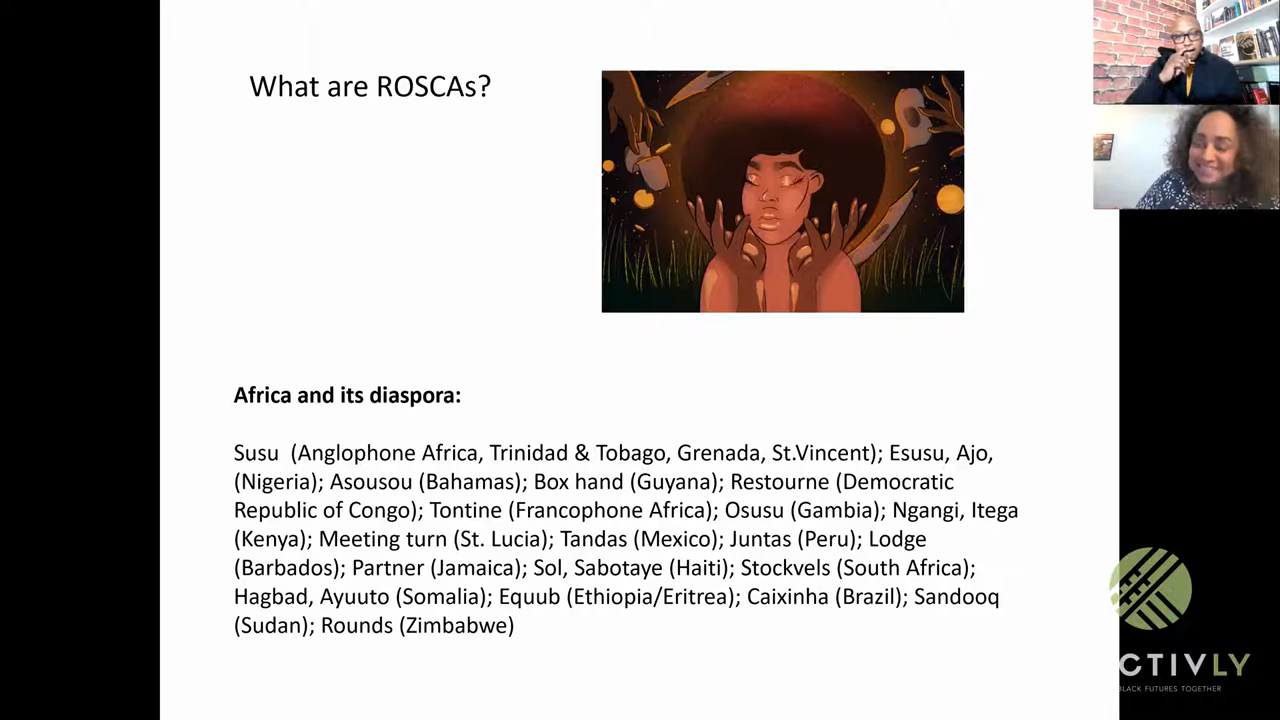 What are ROSCAs?
Africa and its diaspora:
Susu  (Anglophone Africa, Trinidad & Tobago, Grenada, St.Vincent); Esusu, Ajo,
(Nigeria); Asousou (Bahamas); Box hand (Guyana); Restourne (Democratic
Republic of Congo); Tontine (Francophone Africa); Osusu (Gambia); Ngangi, Itega
(Kenya); Meeting turn (St. Lucia); Tandas (Mexico); Juntas (Peru); Lodge
(Barbados); Partner (Jamaica); Sol, Sabotaye (Haiti); Stockvels (South Africa);
Hagbad, Ayuuto (Somalia); Equub (Ethiopia/Eritrea); Caixinha (Brazil); Sandooq
(Sudan); Rounds (Zimbabwe)
CTIVLY
BLACK FUTURES TOGETHER